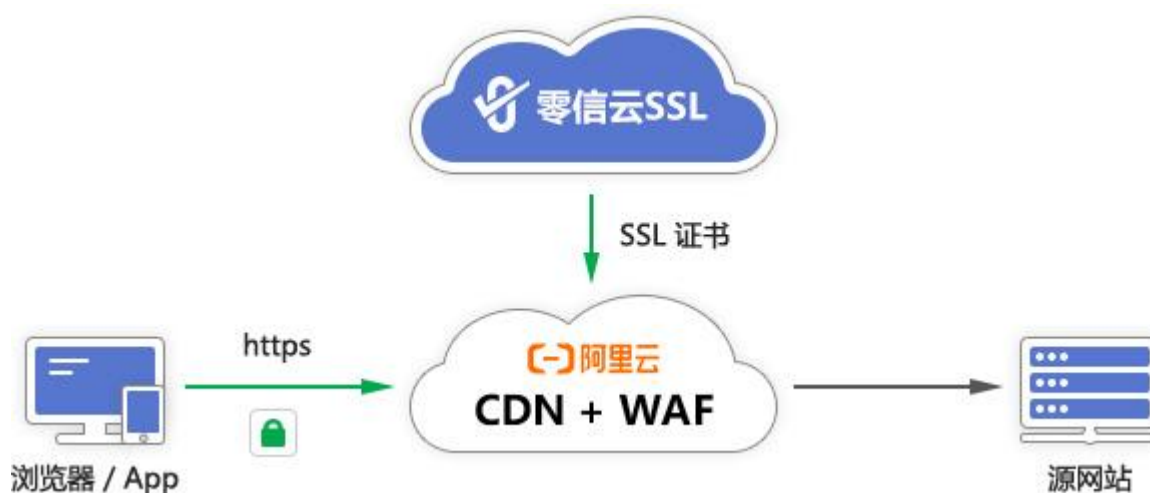 零信云SSL
SSL 证书
https
阿里云
CDN + WAF
浏览器 / App
源网站